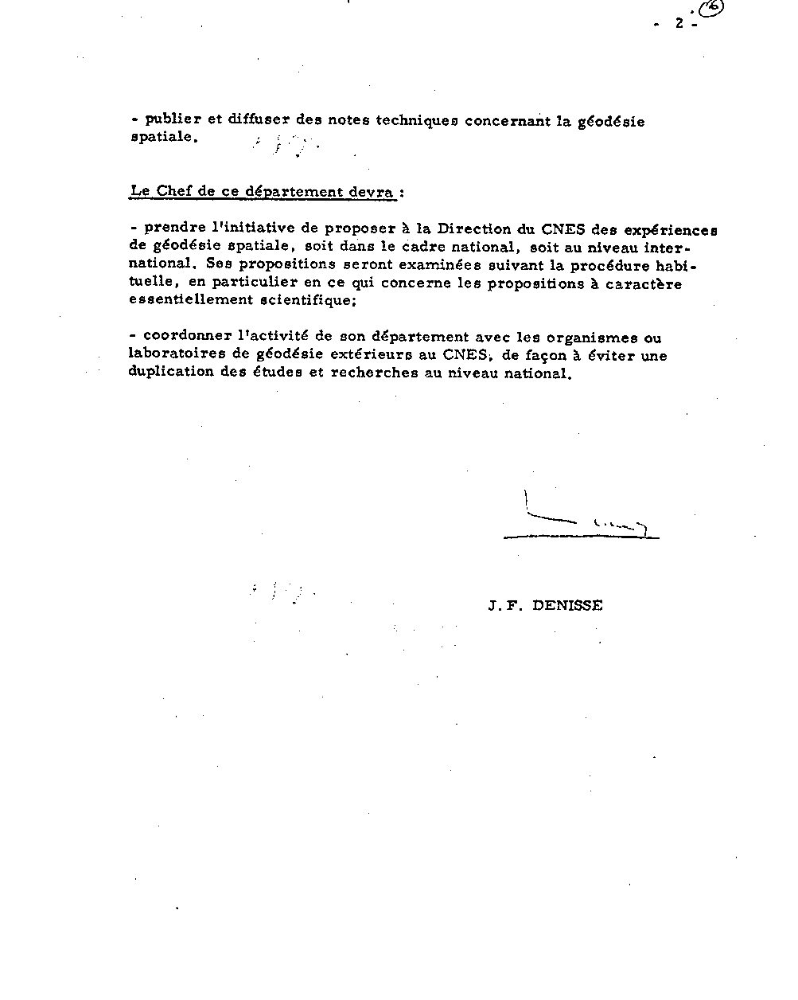 - 2 -
- publier et diffuser des notes techniques concernant la géodésie
spatiale.
Le Chef de ce département devra :
- prendre l'initiative de proposer à la Direction du CNES des expériences
de géodésie spatiale, soit dans le cadre national, soit au niveau inter-
national. Ses propositions seront examinées suivant la procédure habi-
tuelle, en particulier en ce qui concerne les propositions à caractère
essentiellement scientifique;
- coordonner l'activité de son département avec les organismes ou
laboratoires de géodésie extérieurs au CNES, de façon à éviter une
duplication des études et recherches au niveau national.
J. F. DENISSE